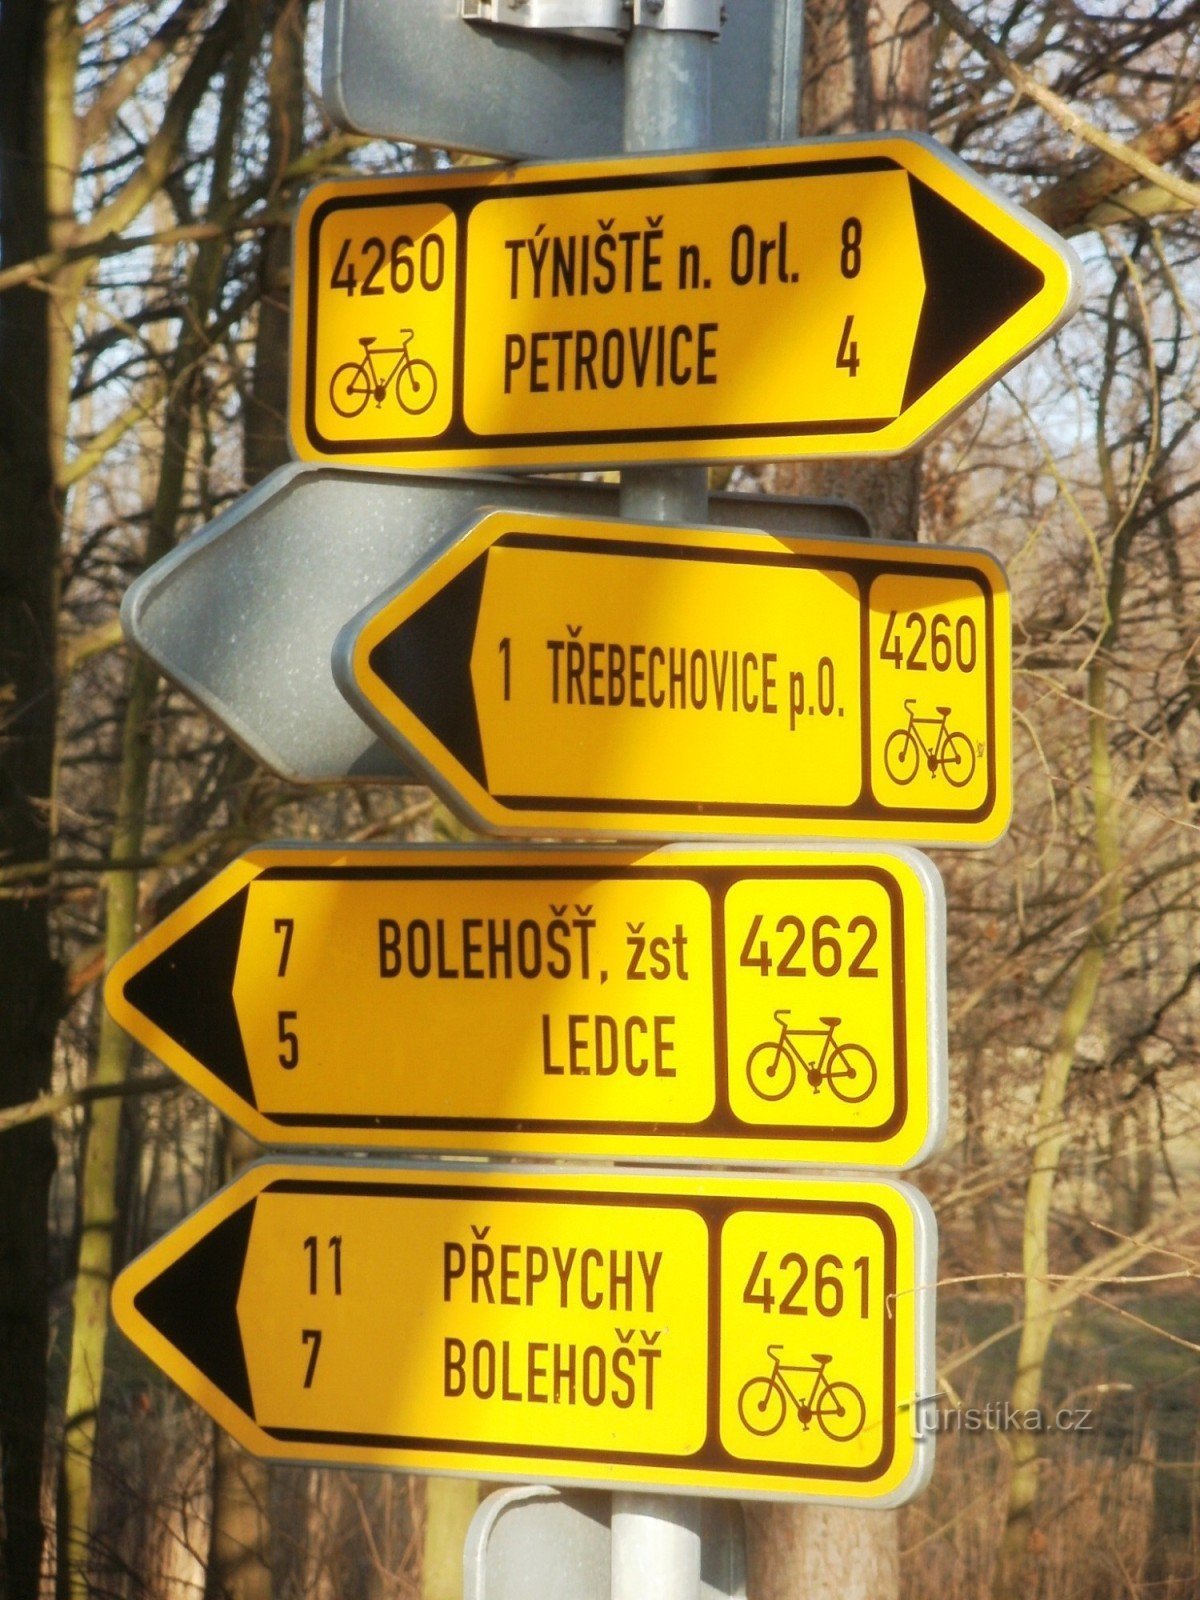 4260 TÝNIŠTĚ n. Orl. 8
PETROVICE 4
1 TŘEBECHOVICE p.O. 4260
7 BOLEHOŠŤ, žst 4262
5 LEDCE
11 PŘEPYCHY 4261
7 BOLEHOŠŤ
Turistika.cz